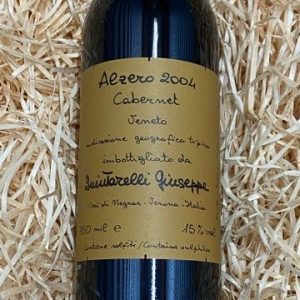 Alzero 2004
Cabernet
Veneto
indicazione geografica tipica
imbottigliato da
Quintarelli Giuseppe
Cerè di Negrar - Verona - Italia
750 ml e 15% vol
Contiene solfiti / Contains sulphites